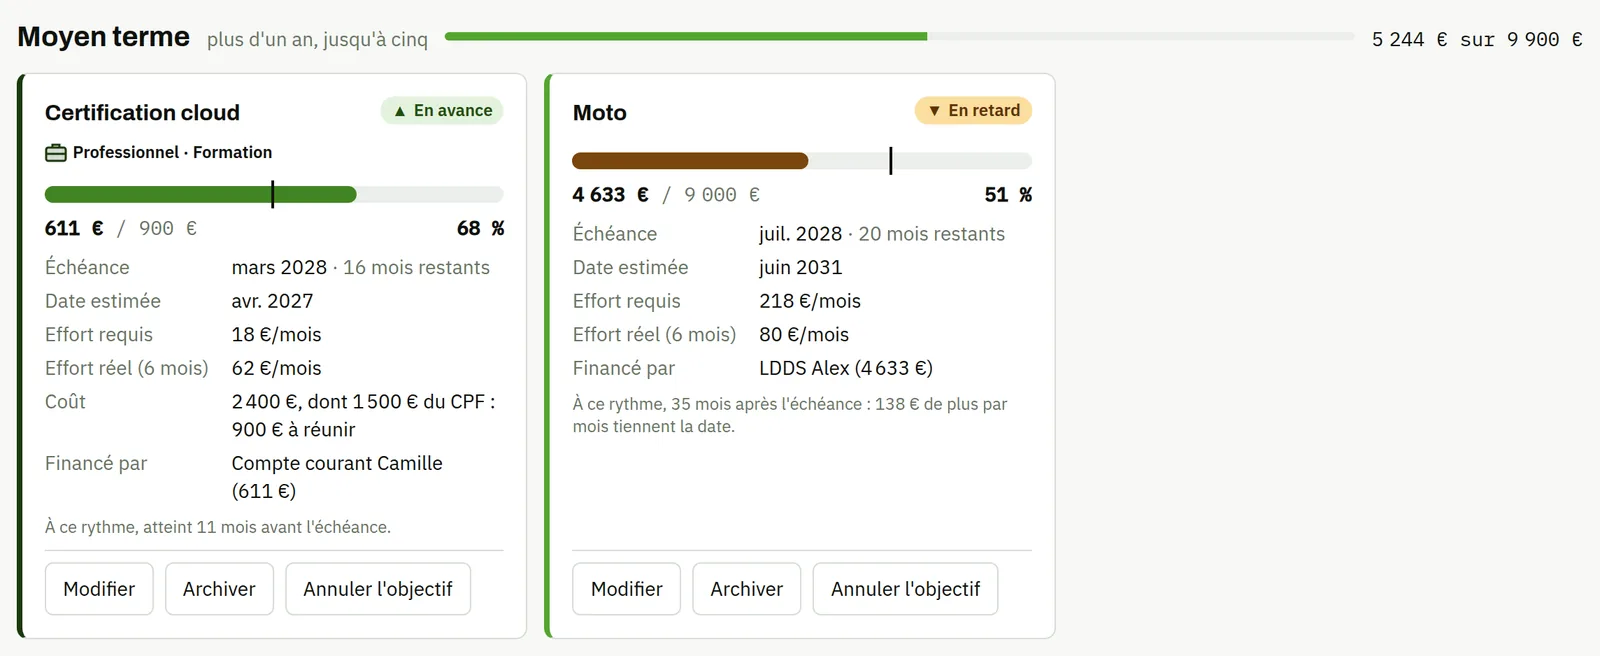 Moyen terme plus d'un an, jusqu'à cinq 5 244 € sur 9 900 €
Certification cloud ▲ En avance
Professionnel · Formation
611 € / 900 € 68 %
Échéance mars 2028 · 16 mois restants
Date estimée avr. 2027
Effort requis 18 €/mois
Effort réel (6 mois) 62 €/mois
Coût 2 400 €, dont 1 500 € du CPF :
900 € à réunir
Financé par Compte courant Camille
(611 €)
À ce rythme, atteint 11 mois avant l'échéance.
Modifier Archiver Annuler l'objectif
Moto ▼ En retard
4 633 € / 9 000 € 51 %
Échéance juil. 2028 · 20 mois restants
Date estimée juin 2031
Effort requis 218 €/mois
Effort réel (6 mois) 80 €/mois
Financé par LDDS Alex (4 633 €)
À ce rythme, 35 mois après l'échéance : 138 € de plus par
mois tiennent la date.
Modifier Archiver Annuler l'objectif